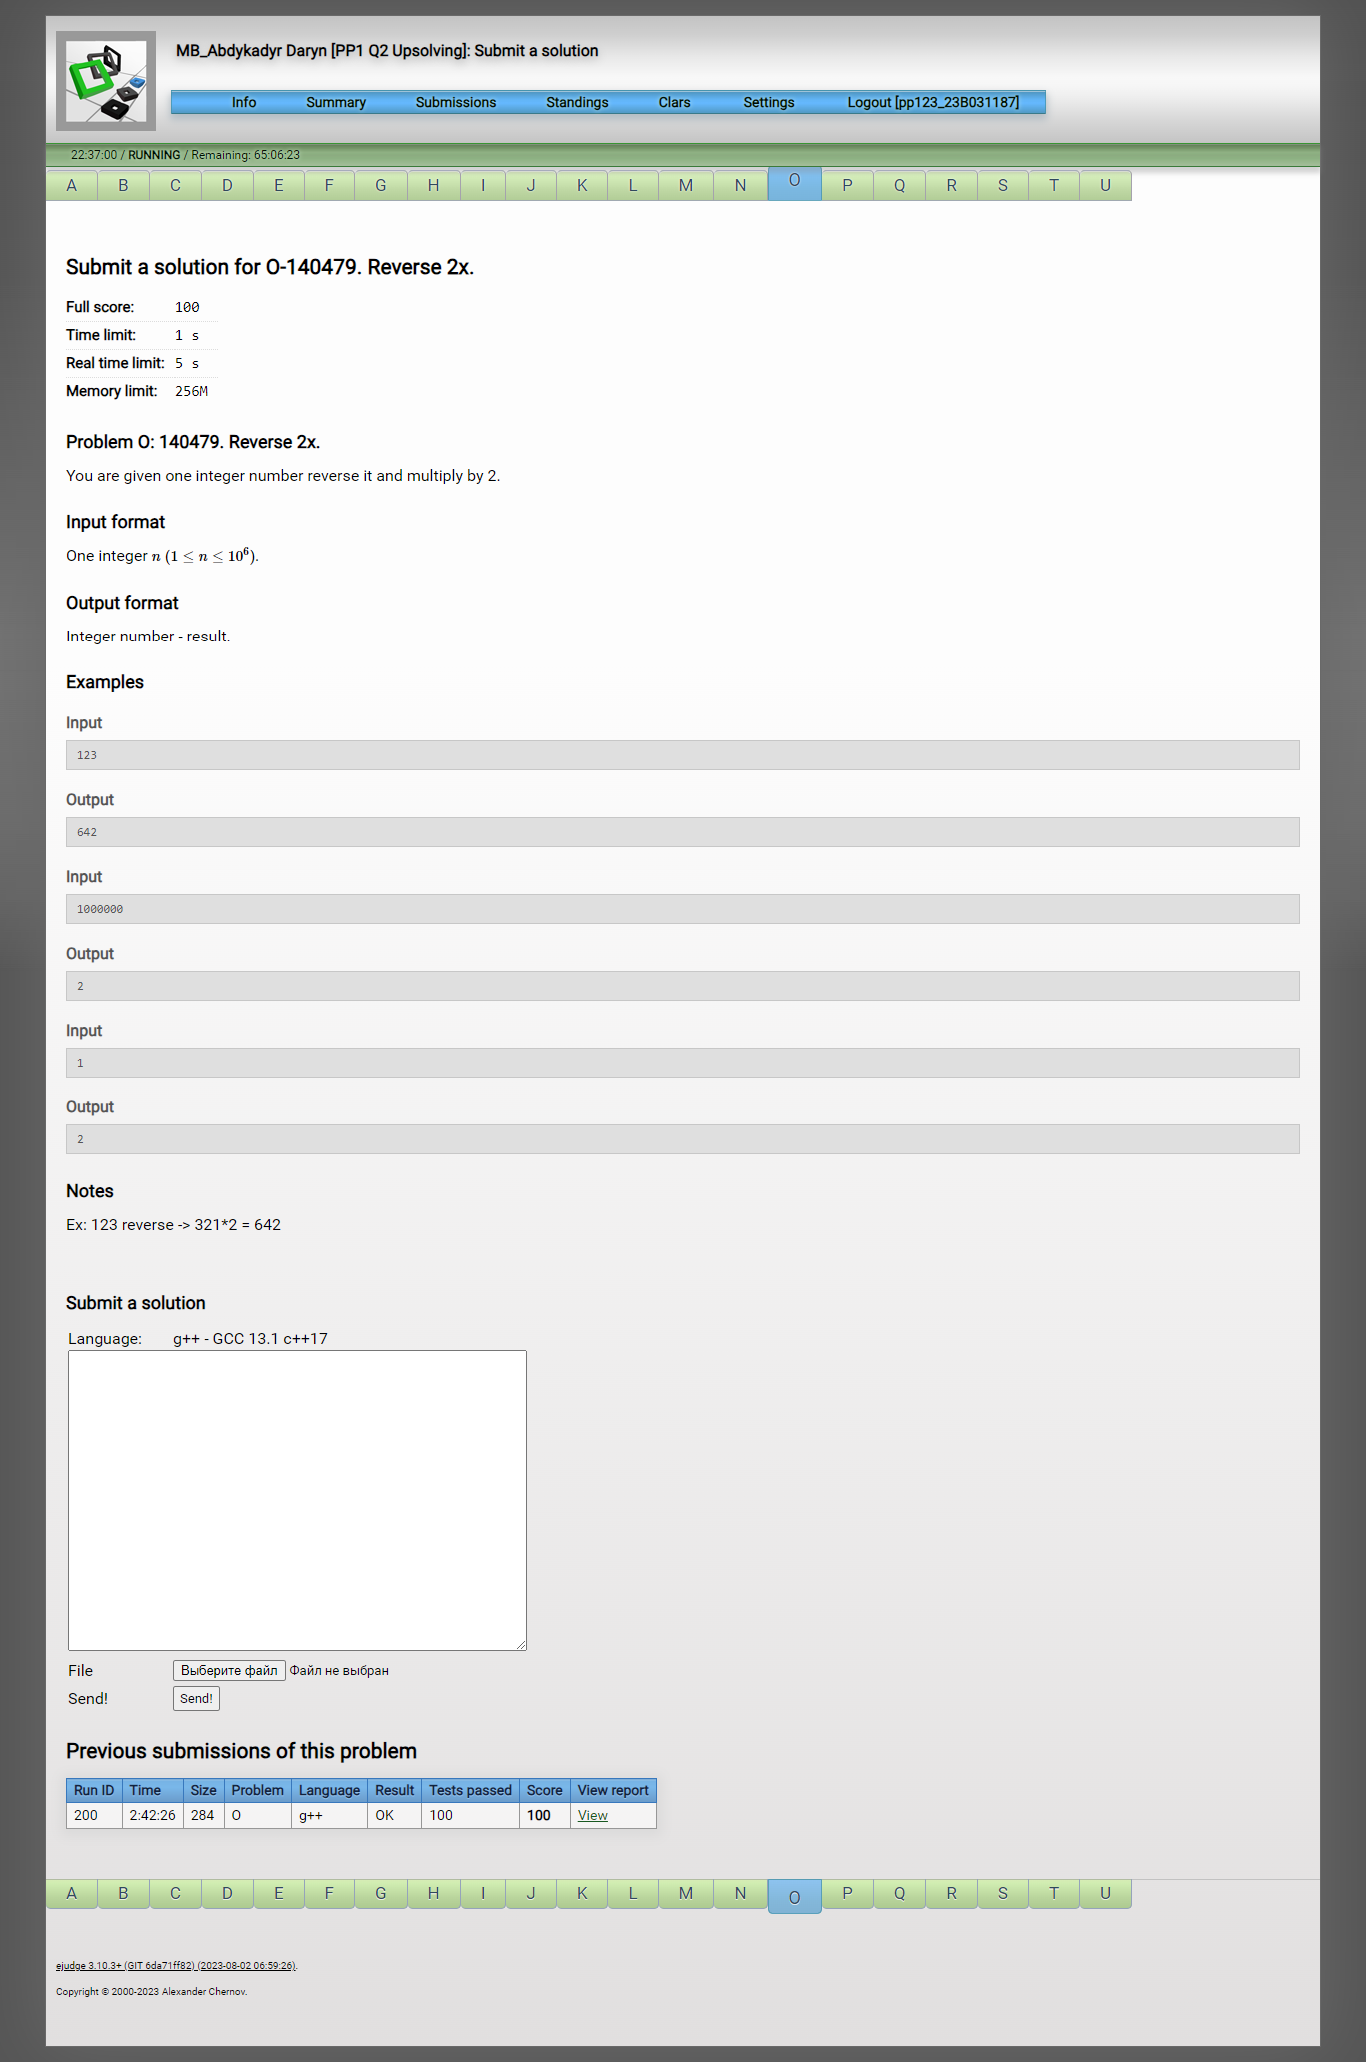 MB_Abdykadyr Daryn [PP1 Q2 Upsolving]: Submit a solution
Info Summary Submissions Standings Clars Settings Logout [pp123_23B031187]
22:37:00 / RUNNING / Remaining: 65:06:23
A B C D E F G H I J K L M N O P Q R S T U
Submit a solution for O-140479. Reverse 2x.
Full score: 100
Time limit: 1 s
Real time limit: 5 s
Memory limit: 256M
Problem O: 140479. Reverse 2x.
You are given one integer number reverse it and multiply by 2.
Input format
One integer n (1 ≤ n ≤ 10⁶).
Output format
Integer number - result.
Examples
Input
123
Output
642
Input
1000000
Output
2
Input
1
Output
2
Notes
Ex: 123 reverse -> 321*2 = 642
Submit a solution
Language: g++ - GCC 13.1 c++17
File Выберите файл Файл не выбран
Send! Send!
Previous submissions of this problem
Run ID Time Size Problem Language Result Tests passed Score View report
200 2:42:26 284 O g++ OK 100 100 View
A B C D E F G H I J K L M N O P Q R S T U
ejudge 3.10.3+ (GIT 6da71ff82) (2023-08-02 06:59:26).
Copyright © 2000-2023 Alexander Chernov.